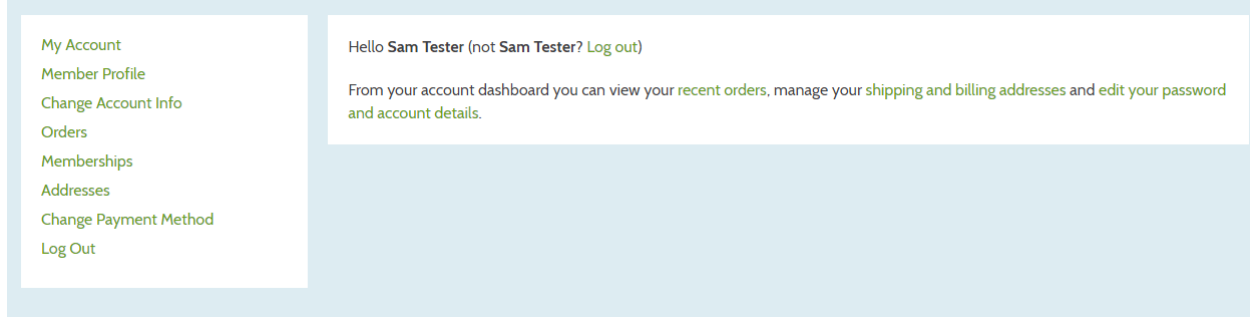 My Account
Member Profile
Change Account Info
Orders
Memberships
Addresses
Change Payment Method
Log Out
Hello Sam Tester (not Sam Tester? Log out)
From your account dashboard you can view your recent orders, manage your shipping and billing addresses and edit your password
and account details.